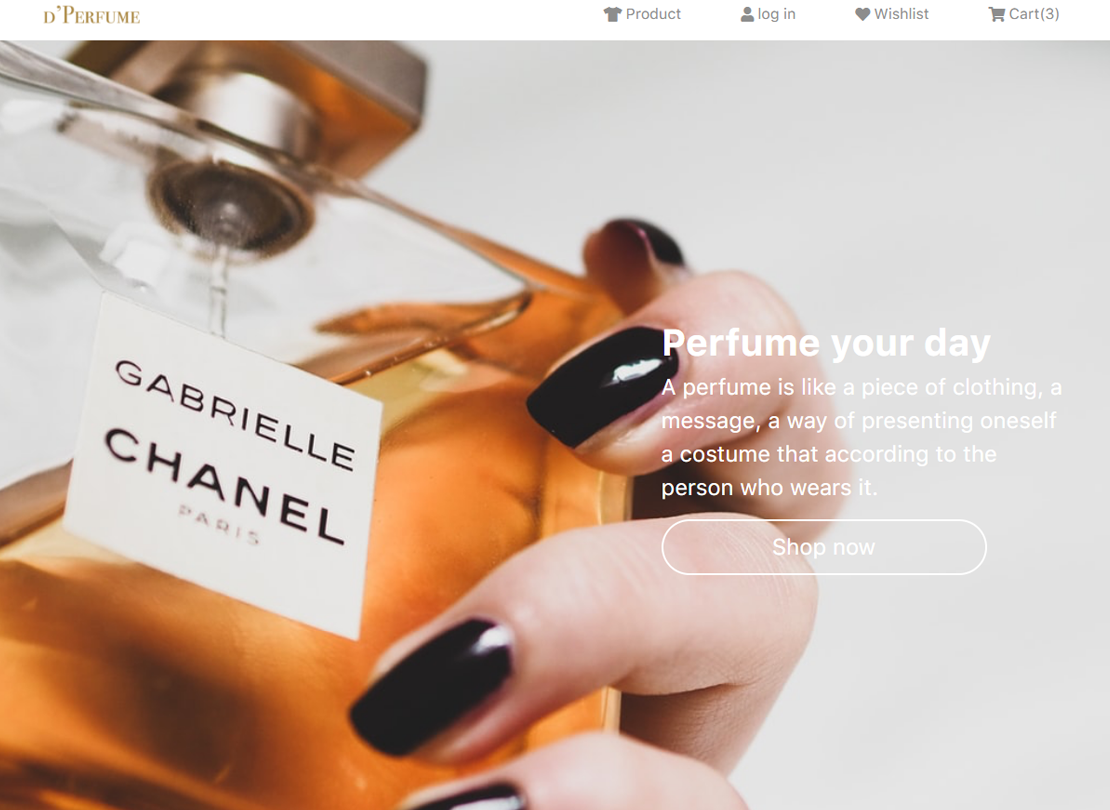 D'PERFUME
Product
log in
Wishlist
Cart(3)
GABRIELLE
CHANEL
PARIS
Perfume your day
A perfume is like a piece of clothing, a
message, a way of presenting oneself
a costume that according to the
person who wears it.
Shop now